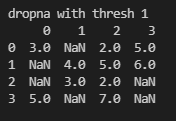 dropna with thresh 1
     0    1    2    3
0  3.0  NaN  2.0  5.0
1  NaN  4.0  5.0  6.0
2  NaN  3.0  2.0  NaN
3  5.0  NaN  7.0  NaN